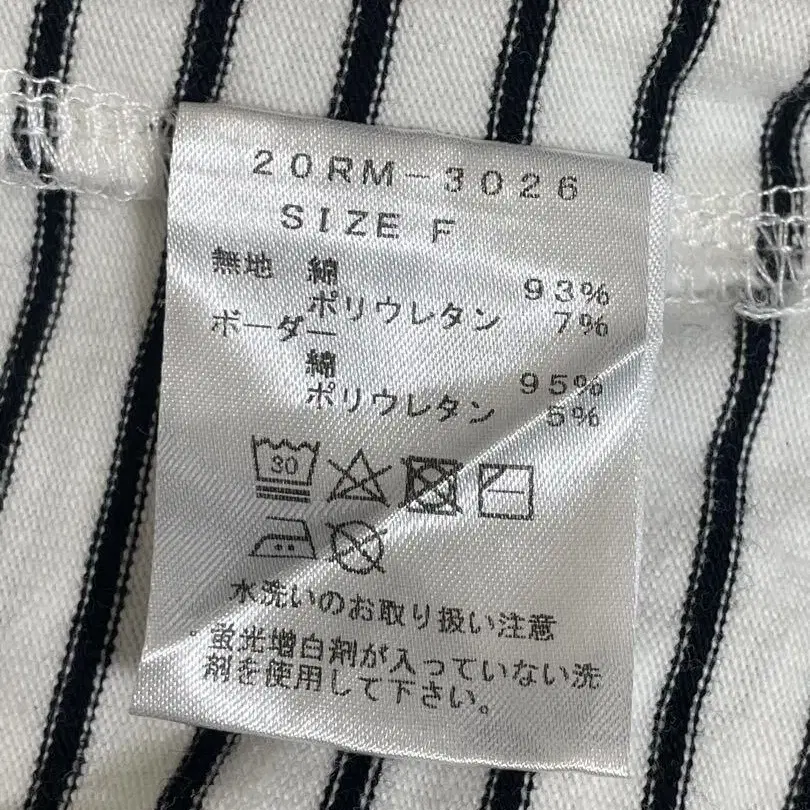 20RM-3026
SIZE F
無地 綿 93%
ポリウレタン 7%
ボーダー
綿 95%
ポリウレタン 5%
30
水洗いのお取り扱い注意
.蛍光増白剤が入っていない洗
剤を使用して下さい。